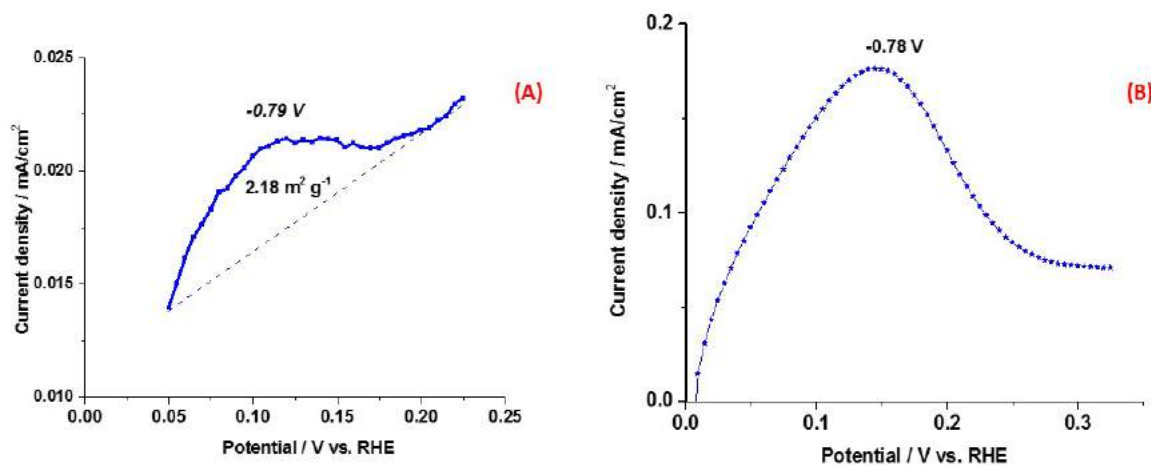 0.025
0.020
0.015
0.010
Current density / mA/cm²
-0.79 V
2.18 m² g⁻¹
(A)
0.00
0.05
0.10
0.15
0.20
0.25
Potential / V vs. RHE
0.2
0.1
0.0
Current density / mA/cm²
-0.78 V
(B)
0.0
0.1
0.2
0.3
Potential / V vs. RHE